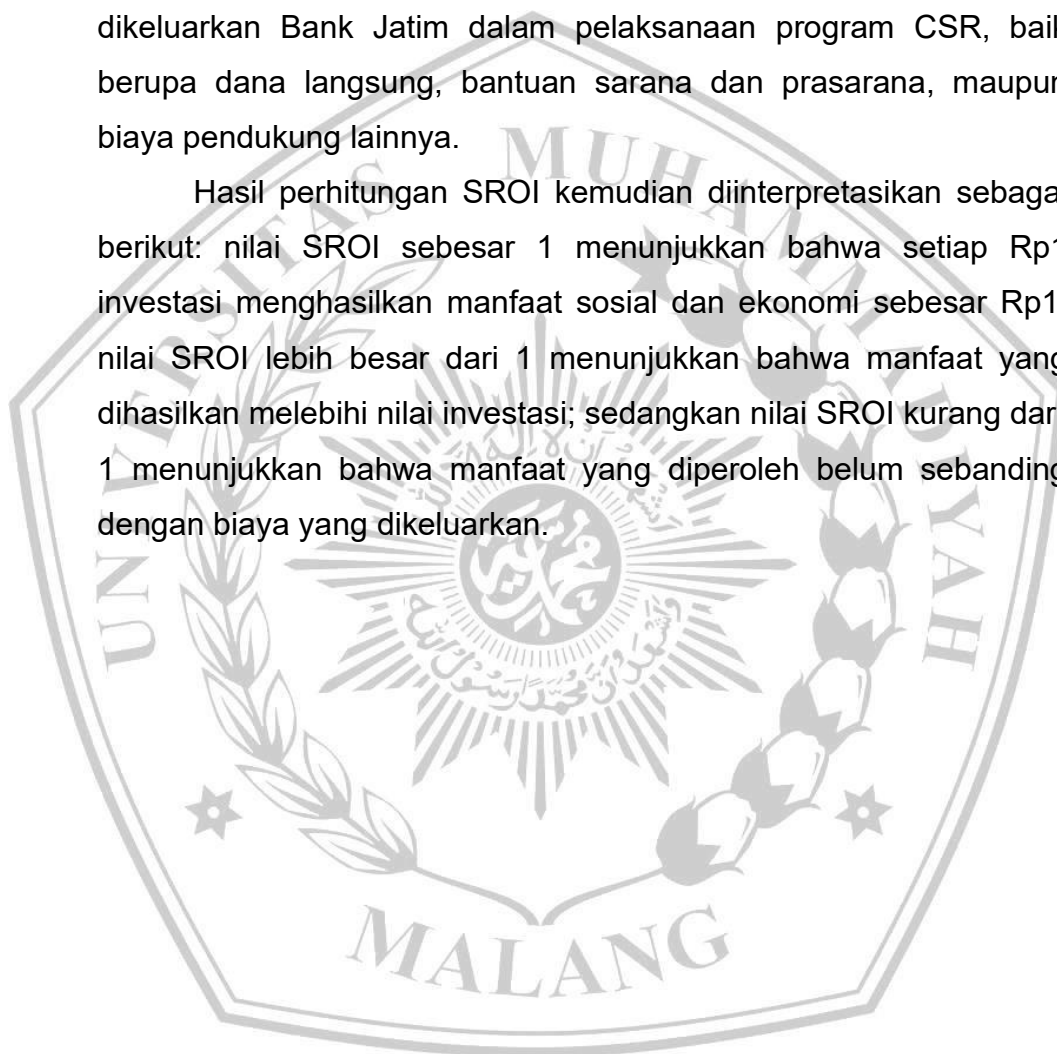 dikeluarkan Bank Jatim dalam pelaksanaan program CSR, baik
berupa dana langsung, bantuan sarana dan prasarana, maupun
biaya pendukung lainnya.
Hasil perhitungan SROI kemudian diinterpretasikan sebagai
berikut: nilai SROI sebesar 1 menunjukkan bahwa setiap Rp1
investasi menghasilkan manfaat sosial dan ekonomi sebesar Rp1
nilai SROI lebih besar dari 1 menunjukkan bahwa manfaat yang
dihasilkan melebihi nilai investasi; sedangkan nilai SROI kurang dari
1 menunjukkan bahwa manfaat yang diperoleh belum sebanding
dengan biaya yang dikeluarkan.
UNIVERSITAS MUHAMMADIYAH
MALANG